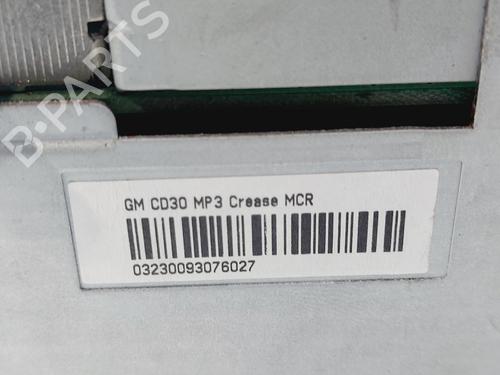 B-PARTS
GM CD30 MP3 Crease MCR
03230093076027